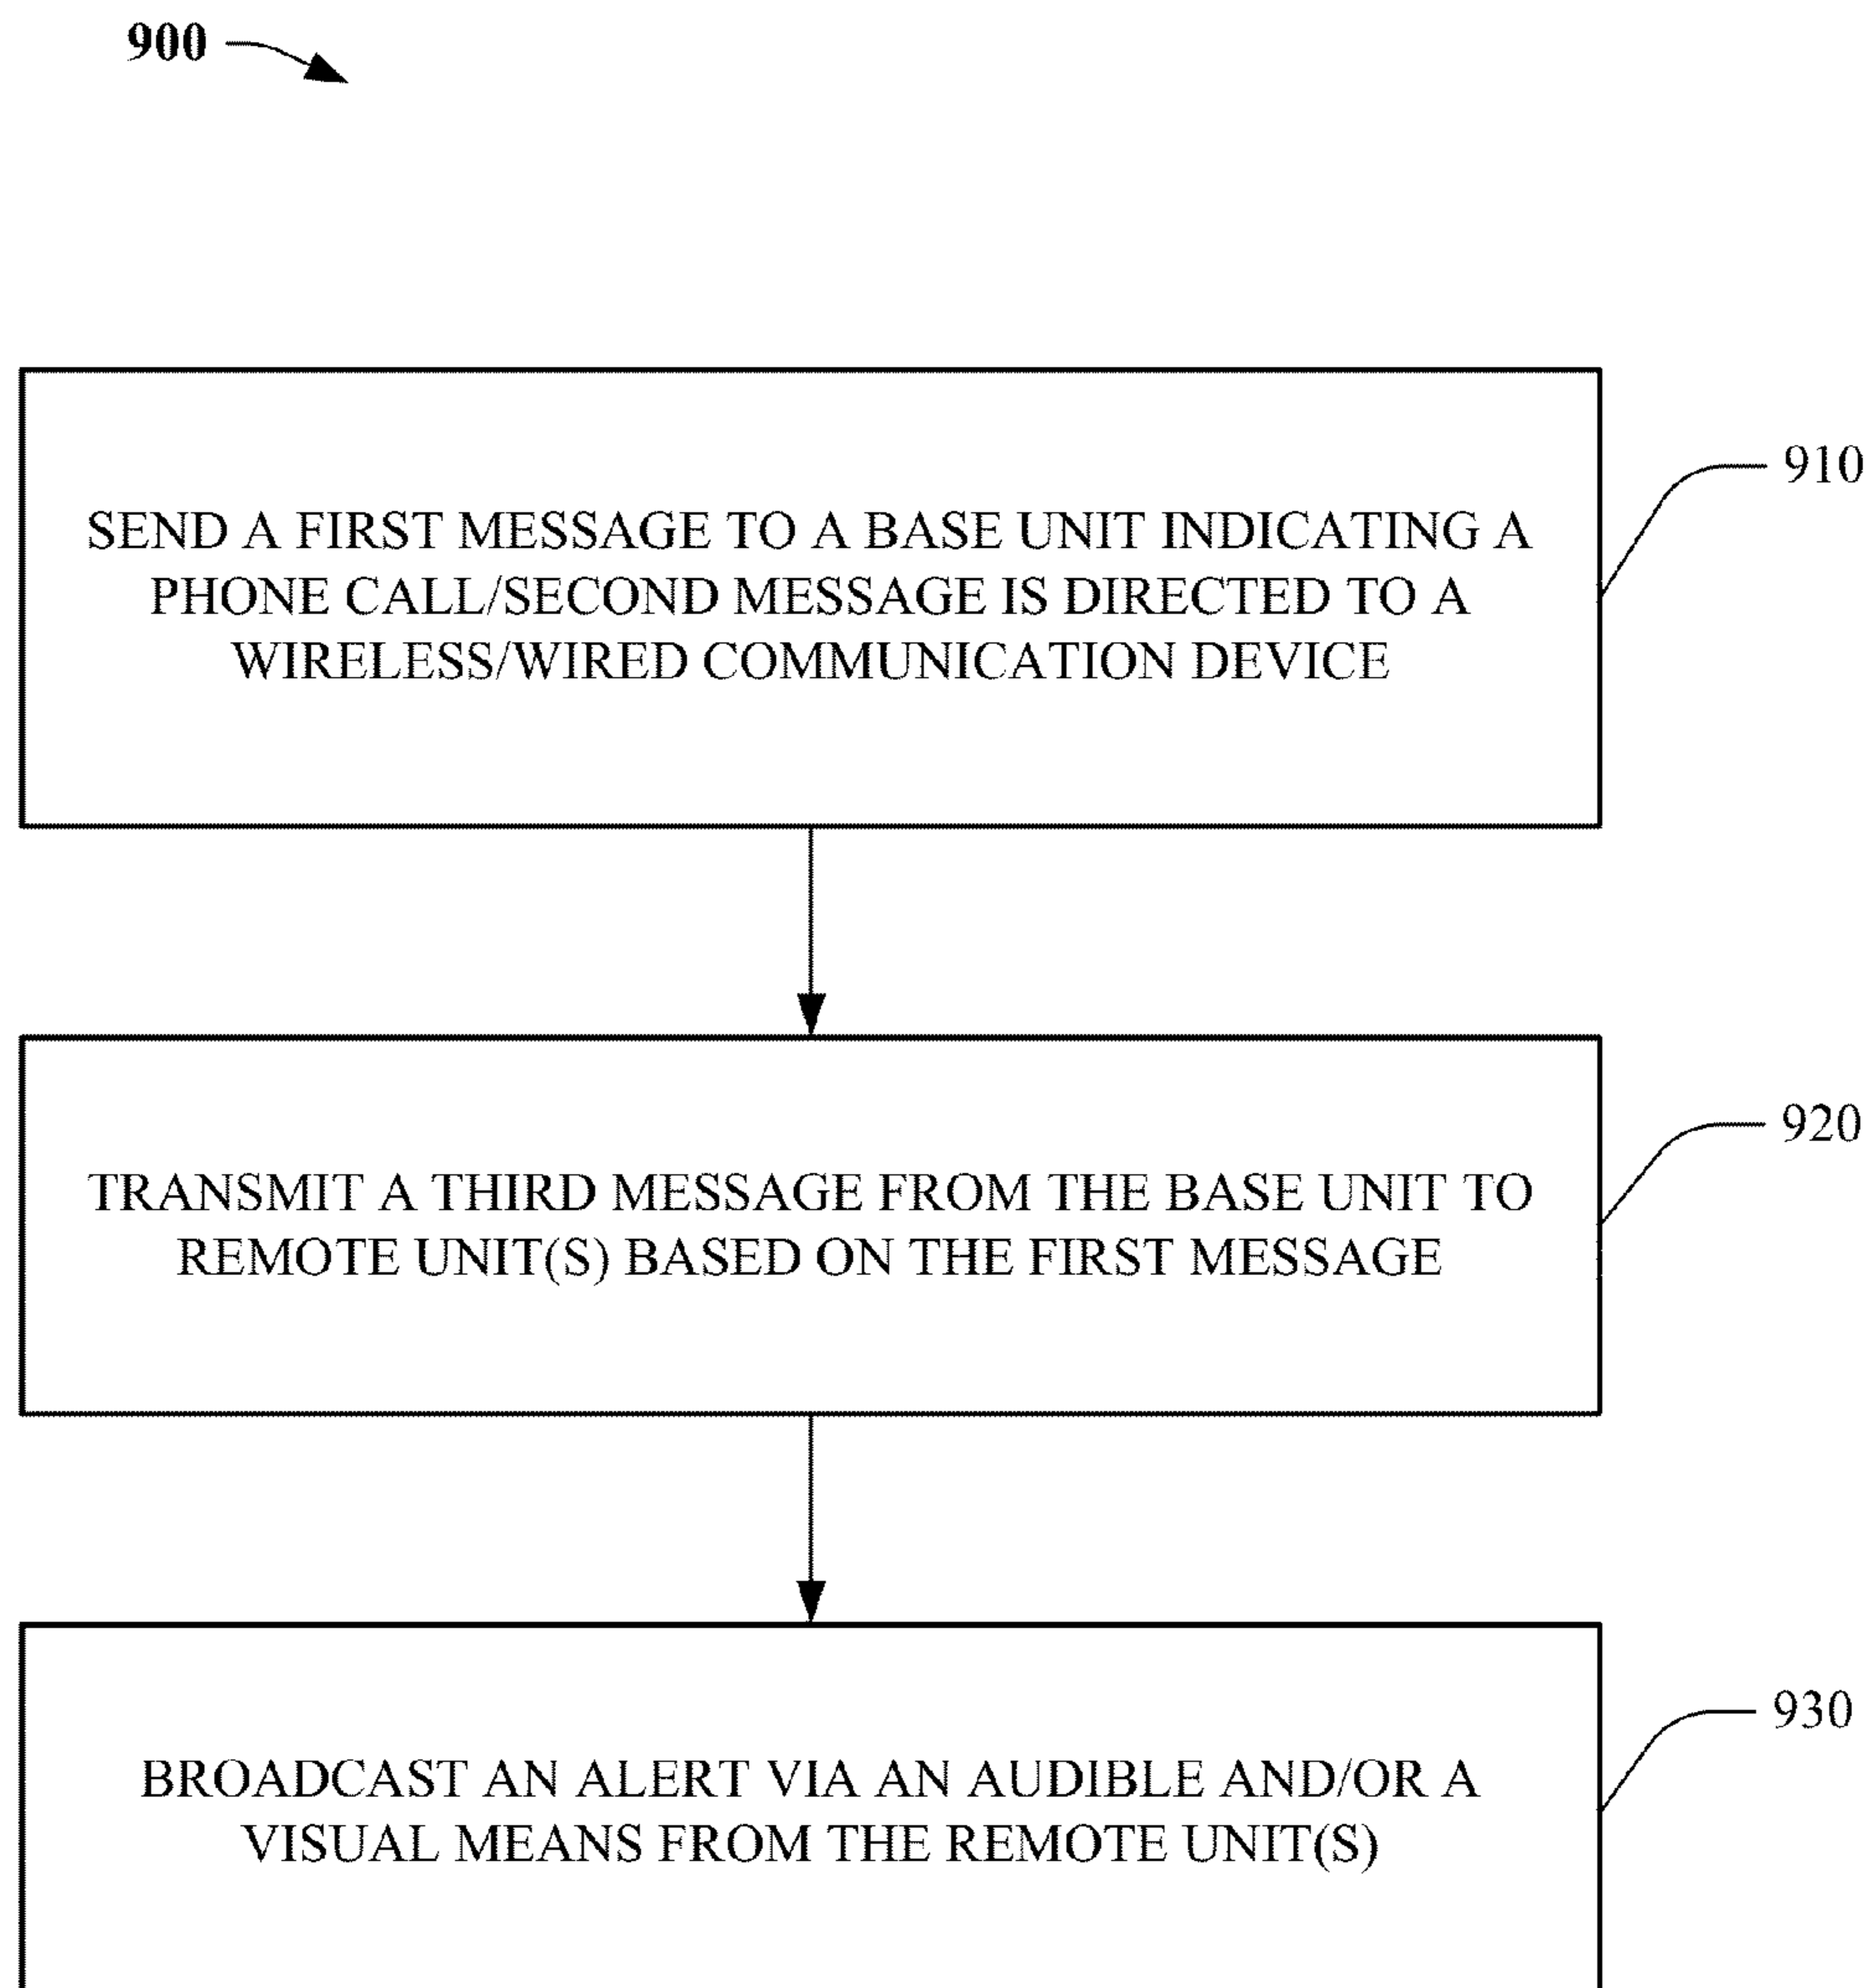 900
910
SEND A FIRST MESSAGE TO A BASE UNIT INDICATING A
PHONE CALL/SECOND MESSAGE IS DIRECTED TO A
WIRELESS/WIRED COMMUNICATION DEVICE
920
TRANSMIT A THIRD MESSAGE FROM THE BASE UNIT TO
REMOTE UNIT(S) BASED ON THE FIRST MESSAGE
930
BROADCAST AN ALERT VIA AN AUDIBLE AND/OR A
VISUAL MEANS FROM THE REMOTE UNIT(S)